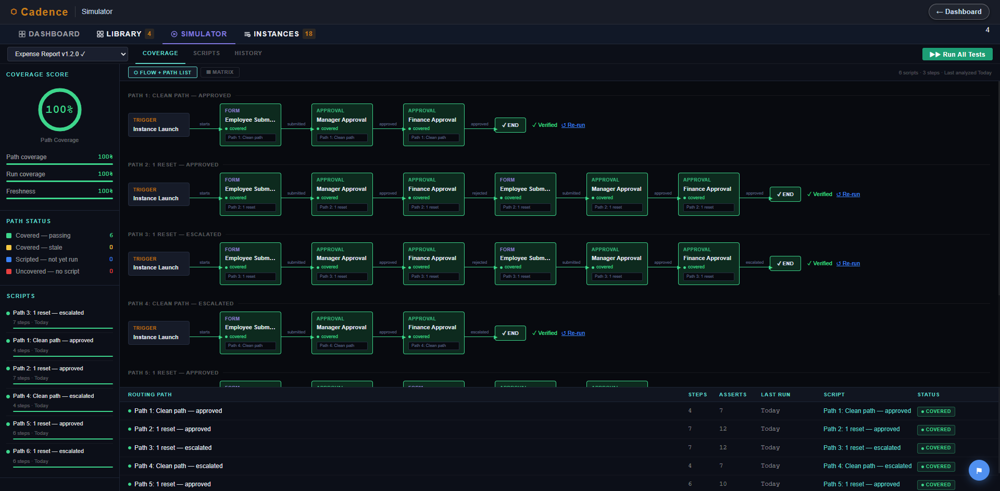 Cadence
Simulator
← Dashboard
DASHBOARD
LIBRARY 4
SIMULATOR
INSTANCES 18
4
Expense Report v1.2.0 ✓
COVERAGE
SCRIPTS
HISTORY
▶▶ Run All Tests
COVERAGE SCORE
100%
Path Coverage
Path coverage 100%
Run coverage 100%
Freshness 100%
PATH STATUS
Covered — passing 6
Covered — stale 0
Scripted — not yet run 0
Uncovered — no script 0
SCRIPTS
Path 3: 1 reset — escalated
7 steps · Today
Path 1: Clean path — approved
4 steps · Today
Path 2: 1 reset — approved
7 steps · Today
Path 4: Clean path — escalated
4 steps · Today
Path 5: 1 reset — approved
6 steps · Today
Path 6: 1 reset — escalated
6 steps · Today
FLOW + PATH LIST
MATRIX
6 scripts · 3 steps · Last analyzed Today
PATH 1: CLEAN PATH — APPROVED
TRIGGER
Instance Launch
starts
FORM
Employee Subm...
covered
Path 1: Clean path
submitted
APPROVAL
Manager Approval
covered
Path 1: Clean path
approved
APPROVAL
Finance Approval
covered
Path 1: Clean path
approved
✓ END
✓ Verified
↺ Re-run
PATH 2: 1 RESET — APPROVED
TRIGGER
Instance Launch
starts
FORM
Employee Subm...
covered
Path 2: 1 reset
submitted
APPROVAL
Manager Approval
covered
Path 2: 1 reset
approved
APPROVAL
Finance Approval
covered
Path 2: 1 reset
rejected
FORM
Employee Subm...
covered
Path 2: 1 reset
submitted
APPROVAL
Manager Approval
covered
Path 2: 1 reset
approved
APPROVAL
Finance Approval
covered
Path 2: 1 reset
approved
✓ END
✓ Verified
↺ Re-run
PATH 3: 1 RESET — ESCALATED
TRIGGER
Instance Launch
starts
FORM
Employee Subm...
covered
Path 3: 1 reset
submitted
APPROVAL
Manager Approval
covered
Path 3: 1 reset
approved
APPROVAL
Finance Approval
covered
Path 3: 1 reset
rejected
FORM
Employee Subm...
covered
Path 3: 1 reset
submitted
APPROVAL
Manager Approval
covered
Path 3: 1 reset
approved
APPROVAL
Finance Approval
covered
Path 3: 1 reset
escalated
✓ END
✓ Verified
↺ Re-run
PATH 4: CLEAN PATH — ESCALATED
TRIGGER
Instance Launch
starts
FORM
Employee Subm...
covered
Path 4: Clean path
submitted
APPROVAL
Manager Approval
covered
Path 4: Clean path
approved
APPROVAL
Finance Approval
covered
Path 4: Clean path
escalated
✓ END
✓ Verified
↺ Re-run
PATH 5: 1 RESET — APPROVED
ROUTING PATH STEPS ASSERTS LAST RUN SCRIPT STATUS
Path 1: Clean path — approved 4 7 Today Path 1: Clean path — approved COVERED
Path 2: 1 reset — approved 7 12 Today Path 2: 1 reset — approved COVERED
Path 3: 1 reset — escalated 7 12 Today Path 3: 1 reset — escalated COVERED
Path 4: Clean path — escalated 4 7 Today Path 4: Clean path — escalated COVERED
Path 5: 1 reset — approved 6 10 Today Path 5: 1 reset — approved COVERED